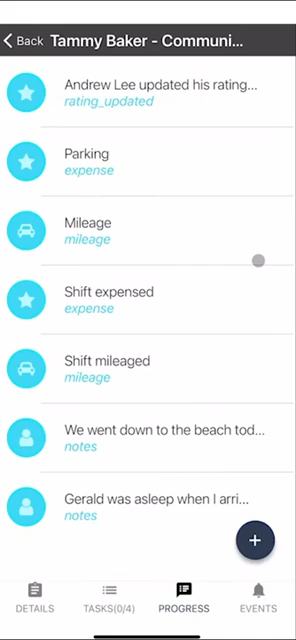 Back Tammy Baker - Communi...
Andrew Lee updated his rating...
rating_updated
Parking
expense
Mileage
mileage
Shift expensed
expense
Shift mileaged
mileage
We went down to the beach tod...
notes
Gerald was asleep when I arri...
notes
+
DETAILS TASKS(0/4) PROGRESS EVENTS